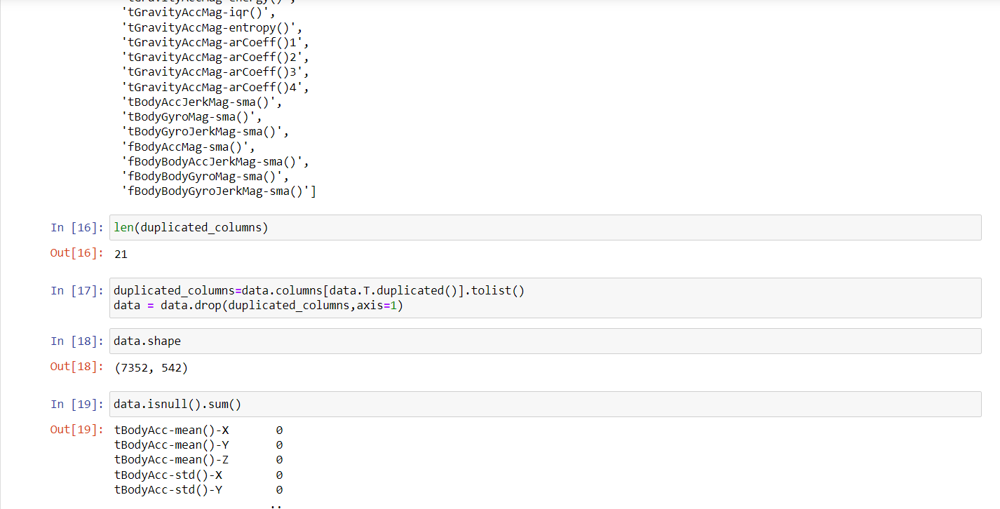 'tGravityAccMag-energy()',
'tGravityAccMag-iqr()',
'tGravityAccMag-entropy()',
'tGravityAccMag-arCoeff()1',
'tGravityAccMag-arCoeff()2',
'tGravityAccMag-arCoeff()3',
'tGravityAccMag-arCoeff()4',
'tBodyAccJerkMag-sma()',
'tBodyGyroMag-sma()',
'tBodyGyroJerkMag-sma()',
'fBodyAccMag-sma()',
'fBodyBodyAccJerkMag-sma()',
'fBodyBodyGyroMag-sma()',
'fBodyBodyGyroJerkMag-sma()']
In [16]: len(duplicated_columns)
Out[16]: 21
In [17]: duplicated_columns=data.columns[data.T.duplicated()].tolist()
data = data.drop(duplicated_columns,axis=1)
In [18]: data.shape
Out[18]: (7352, 542)
In [19]: data.isnull().sum()
Out[19]: tBodyAcc-mean()-X 0
tBodyAcc-mean()-Y 0
tBodyAcc-mean()-Z 0
tBodyAcc-std()-X 0
tBodyAcc-std()-Y 0
..